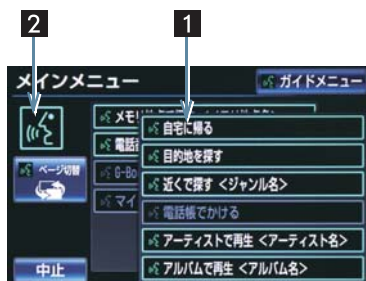 2 1
メインメニュー ガイドメニュー
メモリ
自宅に帰る
電話
目的地を探す
ページ切替
G-Bo
近くで探す <ジャンル名>
マイ
電話帳でかける
アーティストで再生 <アーティスト名>
中止
アルバムで再生 <アルバム名>